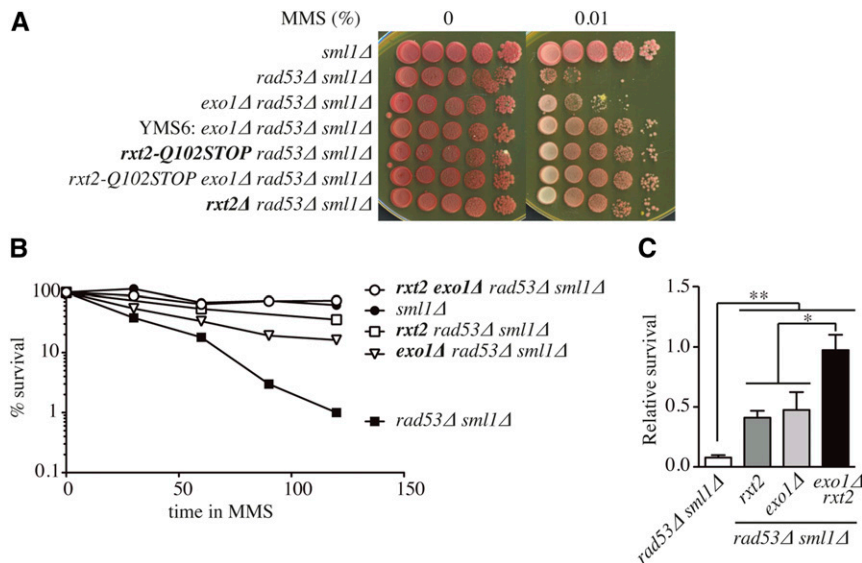 A
MMS (%) 0 0.01
sml1Δ
rad53Δ sml1Δ
exo1Δ rad53Δ sml1Δ
YMS6: exo1Δ rad53Δ sml1Δ
rxt2-Q102STOP rad53Δ sml1Δ
rxt2-Q102STOP exo1Δ rad53Δ sml1Δ
rxt2Δ rad53Δ sml1Δ
B
% survival
100
10
1
0.1
0 50 100 150
time in MMS
rxt2 exo1Δ rad53Δ sml1Δ
sml1Δ
rxt2 rad53Δ sml1Δ
exo1Δ rad53Δ sml1Δ
rad53Δ sml1Δ
C
Relative survival
1.5
1.0
0.5
0.0
**
*
rad53Δ sml1Δ
rxt2
exo1Δ
exo1Δ
rxt2
rad53Δ sml1Δ